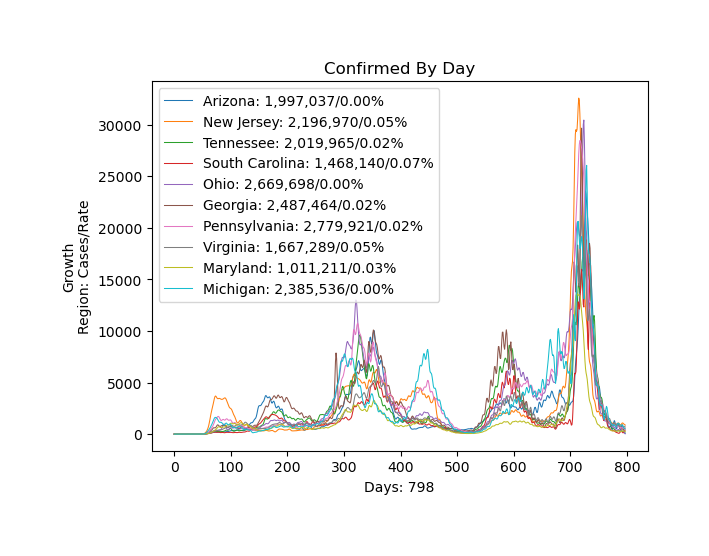 Confirmed By Day
Growth
Region: Cases/Rate
30000
25000
20000
15000
10000
5000
0
Arizona: 1,997,037/0.00%
New Jersey: 2,196,970/0.05%
Tennessee: 2,019,965/0.02%
South Carolina: 1,468,140/0.07%
Ohio: 2,669,698/0.00%
Georgia: 2,487,464/0.02%
Pennsylvania: 2,779,921/0.02%
Virginia: 1,667,289/0.05%
Maryland: 1,011,211/0.03%
Michigan: 2,385,536/0.00%
0 100 200 300 400 500 600 700 800
Days: 798